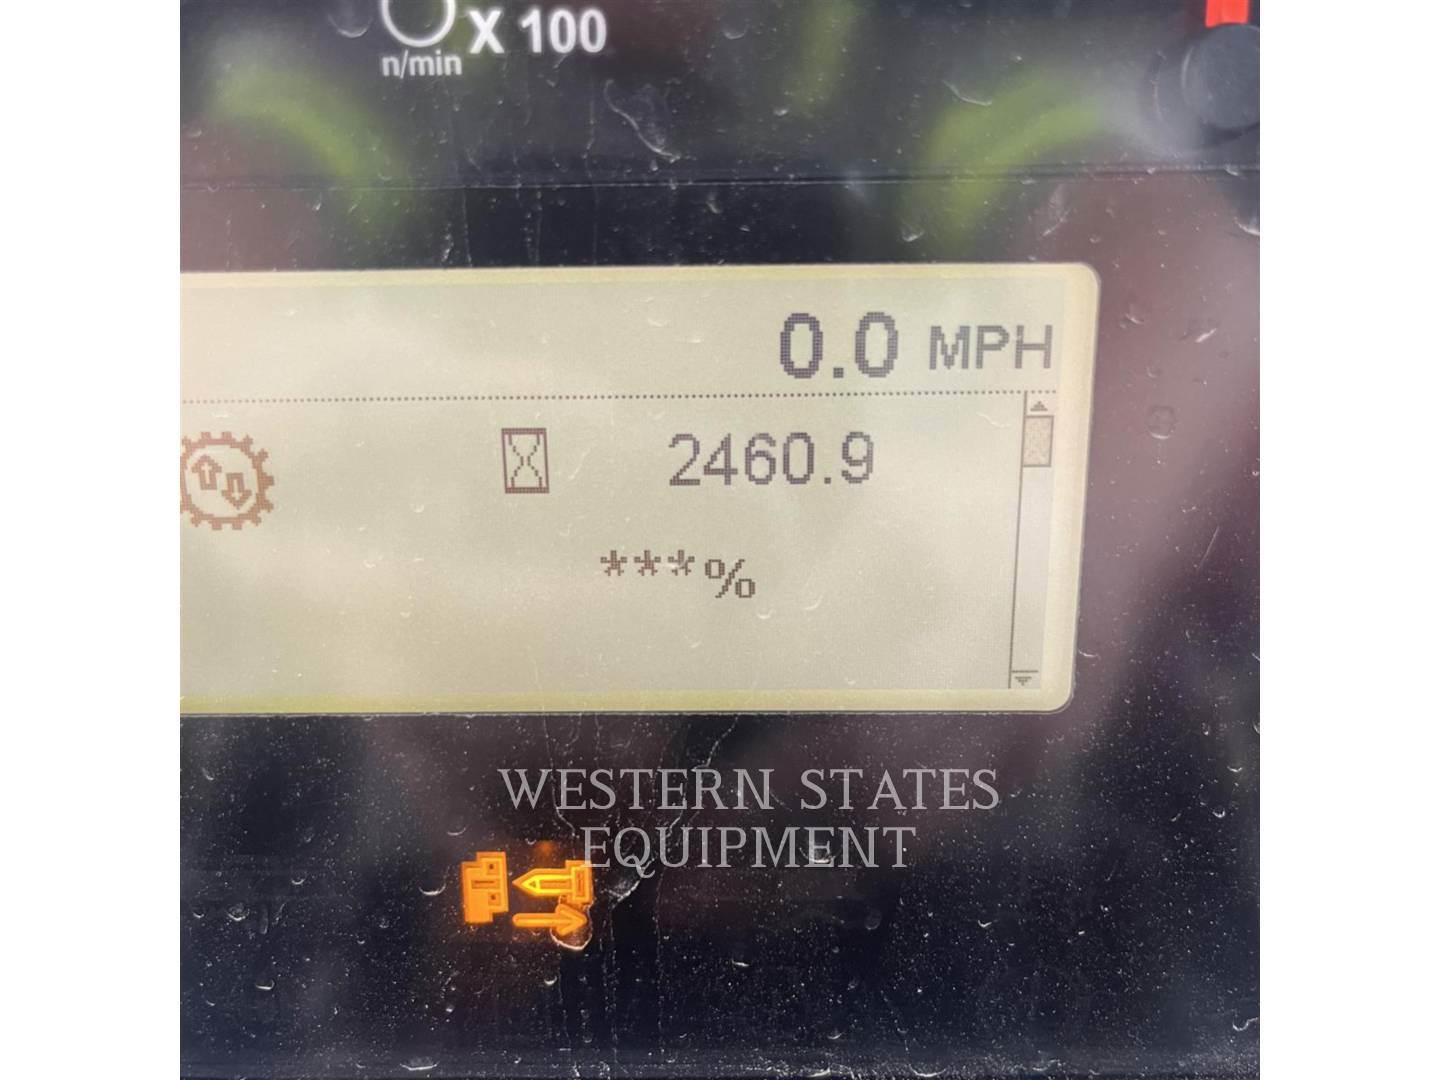 X 100
n/min
0.0 MPH
2460.9
***%
WESTERN STATES
EQUIPMENT